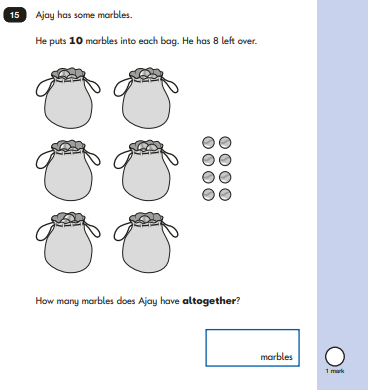 15 Ajay has some marbles.
He puts 10 marbles into each bag. He has 8 left over.
How many marbles does Ajay have altogether?
marbles
1 mark